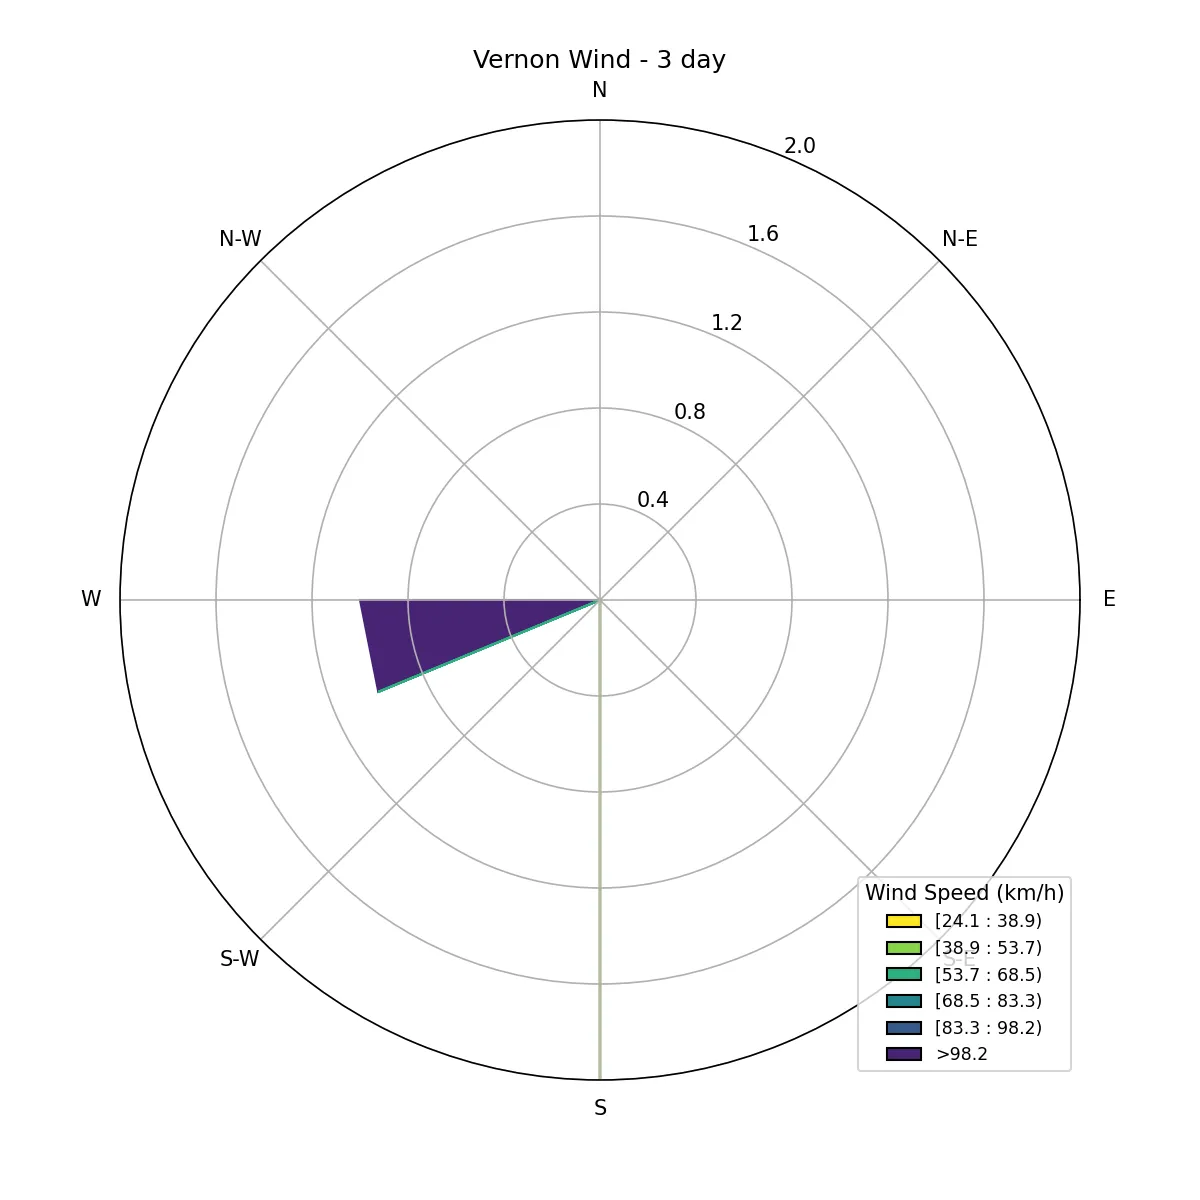 Vernon Wind - 3 day
N
2.0
1.6
N-W
N-E
1.2
0.8
0.4
W
E
S-W
S-E
S
Wind Speed (km/h)
[24.1 : 38.9)
[38.9 : 53.7)
[53.7 : 68.5)
[68.5 : 83.3)
[83.3 : 98.2)
>98.2